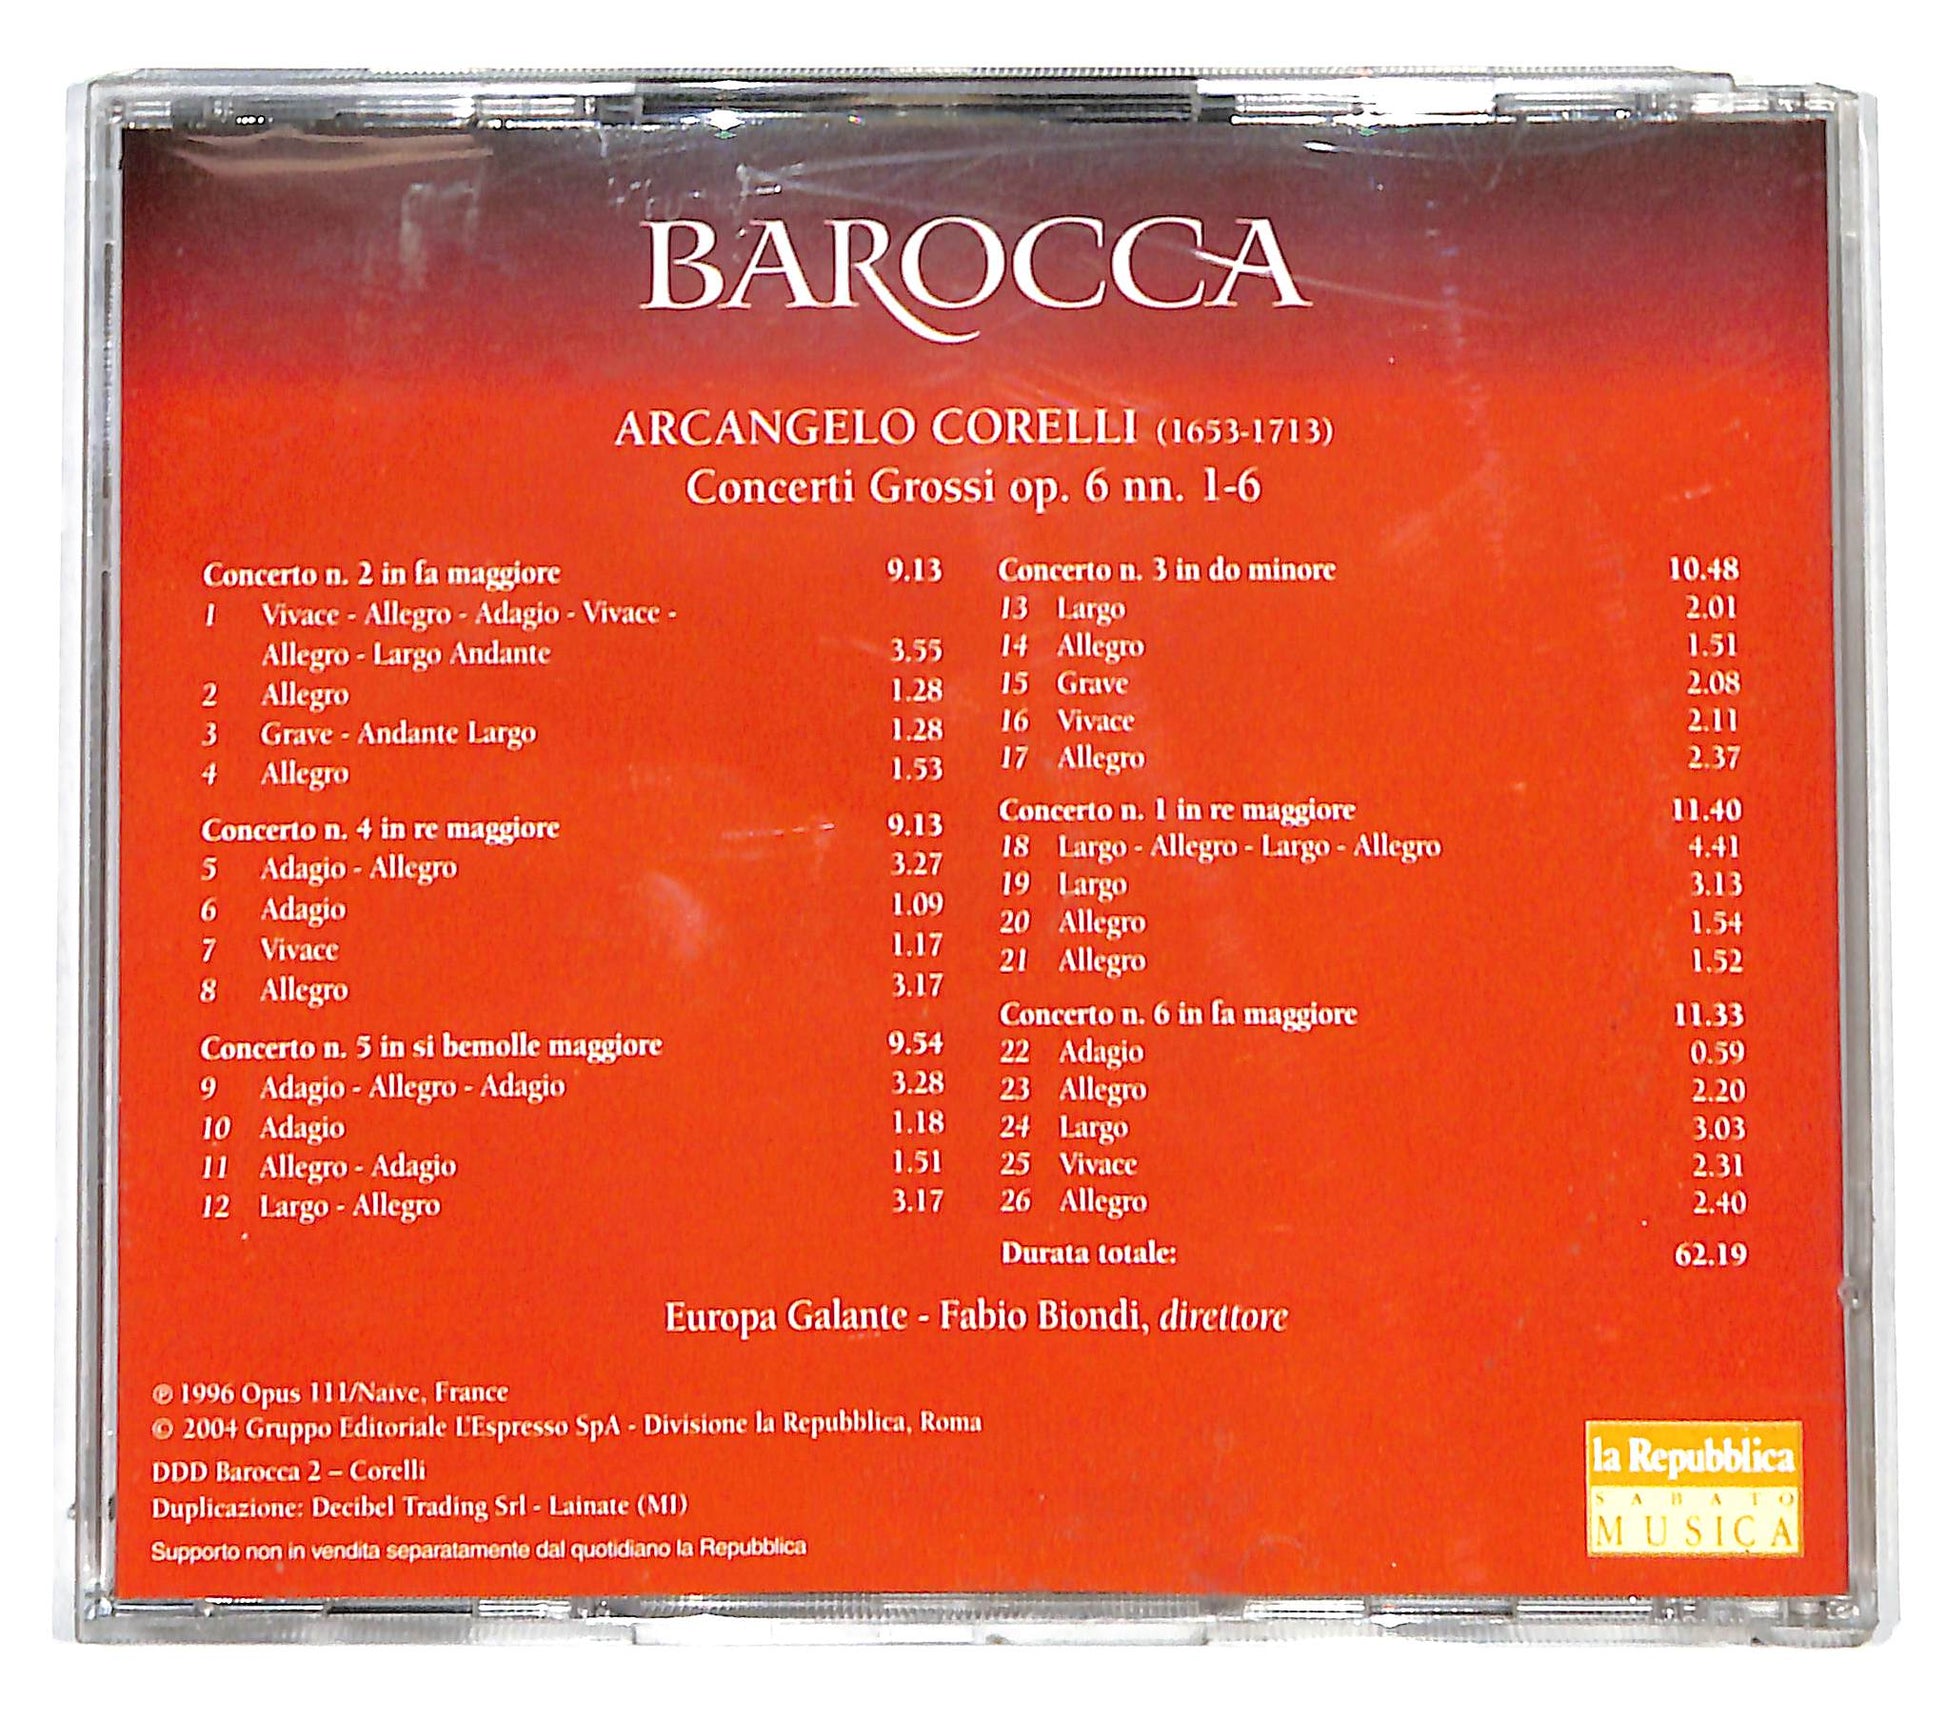 BAROCCA
ARCANGELO CORELLI (1653-1713)
Concerti Grossi op. 6 nn. 1-6
Concerto n. 2 in fa maggiore 9.13
1 Vivace - Allegro - Adagio - Vivace -
Allegro - Largo Andante 3.55
2 Allegro 1.28
3 Grave - Andante Largo 1.28
4 Allegro 1.53
Concerto n. 4 in re maggiore 9.13
5 Adagio - Allegro 3.27
6 Adagio 1.09
7 Vivace 1.17
8 Allegro 3.17
Concerto n. 5 in si bemolle maggiore 9.54
9 Adagio - Allegro - Adagio 3.28
10 Adagio 1.18
11 Allegro - Adagio 1.51
12 Largo - Allegro 3.17
Concerto n. 3 in do minore 10.48
13 Largo 2.01
14 Allegro 1.51
15 Grave 2.08
16 Vivace 2.11
17 Allegro 2.37
Concerto n. 1 in re maggiore 11.40
18 Largo - Allegro - Largo - Allegro 4.41
19 Largo 3.13
20 Allegro 1.54
21 Allegro 1.52
Concerto n. 6 in fa maggiore 11.33
22 Adagio 0.59
23 Allegro 2.20
24 Largo 3.03
25 Vivace 2.31
26 Allegro 2.40
Durata totale: 62.19
Europa Galante - Fabio Biondi, direttore
℗ 1996 Opus 111/Naive, France
© 2004 Gruppo Editoriale L'Espresso SpA - Divisione la Repubblica, Roma
DDD Barocca 2 – Corelli
Duplicazione: Decibel Trading Srl - Lainate (MI)
Supporto non in vendita separatamente dal quotidiano la Repubblica
la Repubblica
SABATO
MUSICA